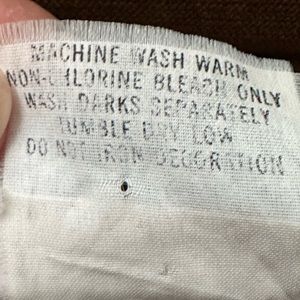 MACHINE WASH WARM
NON-CHLORINE BLEACH ONLY
WASH DARKS SEPARATELY
TUMBLE DRY LOW
DO NOT IRON DECORATION